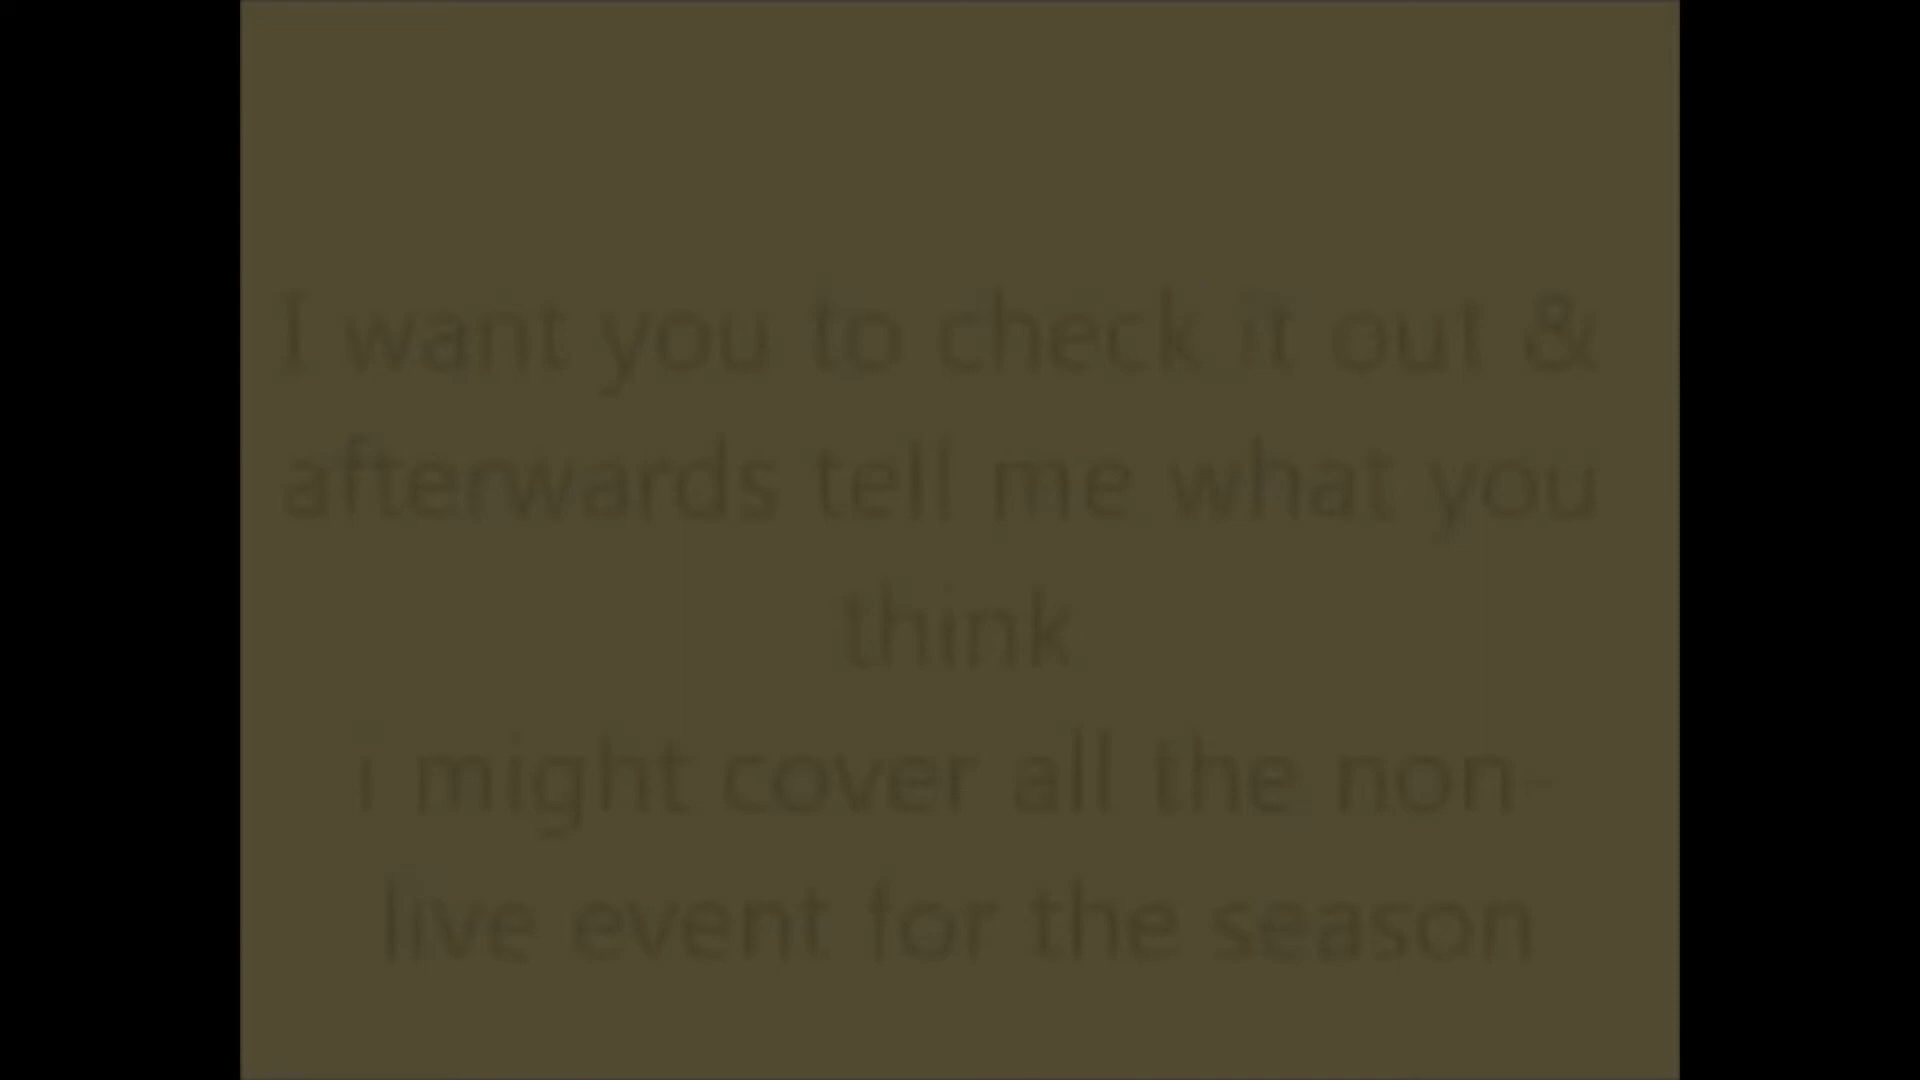 I want you to check it out &
afterwards tell me what you
think
i might cover all the non-
live event for the season